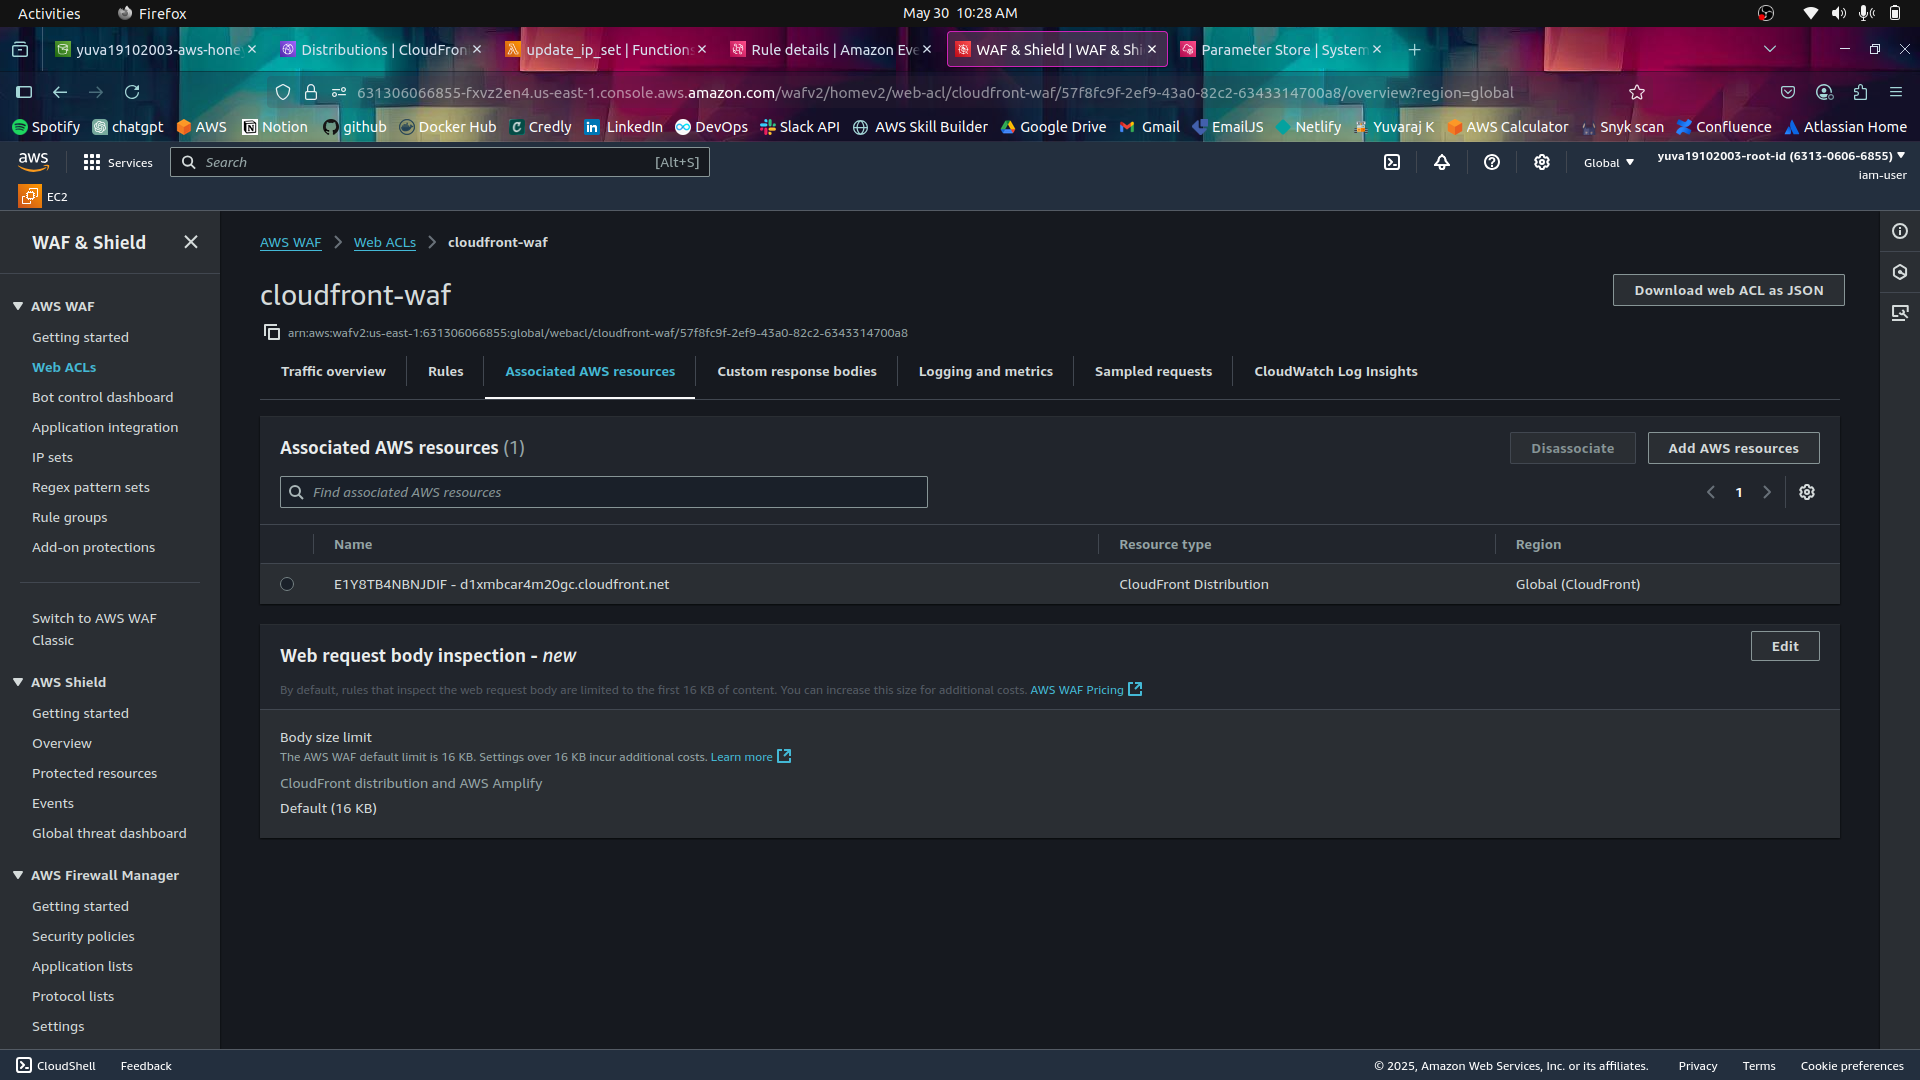 Activities Firefox May 30 10:28 AM
yuva19102003-aws-hone Distributions | CloudFron update_ip_set | Functions Rule details | Amazon Eve WAF & Shield | WAF & Shi Parameter Store | System
631306066855-fxvz2en4.us-east-1.console.aws.amazon.com/wafv2/homev2/web-acl/cloudfront-waf/57f8fc9f-2ef9-43a0-82c2-6343314700a8/overview?region=global
Spotify chatgpt AWS Notion github Docker Hub Credly LinkedIn DevOps Slack API AWS Skill Builder Google Drive Gmail EmailJS Netlify Yuvaraj K AWS Calculator Snyk scan Confluence Atlassian Home
aws Services Search [Alt+S] Global yuva19102003-root-id (6313-0606-6855)
iam-user
EC2
WAF & Shield
AWS WAF
Getting started
Web ACLs
Bot control dashboard
Application integration
IP sets
Regex pattern sets
Rule groups
Add-on protections
Switch to AWS WAF
Classic
AWS Shield
Getting started
Overview
Protected resources
Events
Global threat dashboard
AWS Firewall Manager
Getting started
Security policies
Application lists
Protocol lists
Settings
AWS WAF Web ACLs cloudfront-waf
cloudfront-waf
Download web ACL as JSON
arn:aws:wafv2:us-east-1:631306066855:global/webacl/cloudfront-waf/57f8fc9f-2ef9-43a0-82c2-6343314700a8
Traffic overview Rules Associated AWS resources Custom response bodies Logging and metrics Sampled requests CloudWatch Log Insights
Associated AWS resources (1) Disassociate Add AWS resources
Find associated AWS resources 1
Name Resource type Region
E1Y8TB4NBNJDIF - d1xmbcar4m20gc.cloudfront.net CloudFront Distribution Global (CloudFront)
Web request body inspection - new Edit
By default, rules that inspect the web request body are limited to the first 16 KB of content. You can increase this size for additional costs. AWS WAF Pricing
Body size limit
The AWS WAF default limit is 16 KB. Settings over 16 KB incur additional costs. Learn more
CloudFront distribution and AWS Amplify
Default (16 KB)
CloudShell Feedback © 2025, Amazon Web Services, Inc. or its affiliates. Privacy Terms Cookie preferences